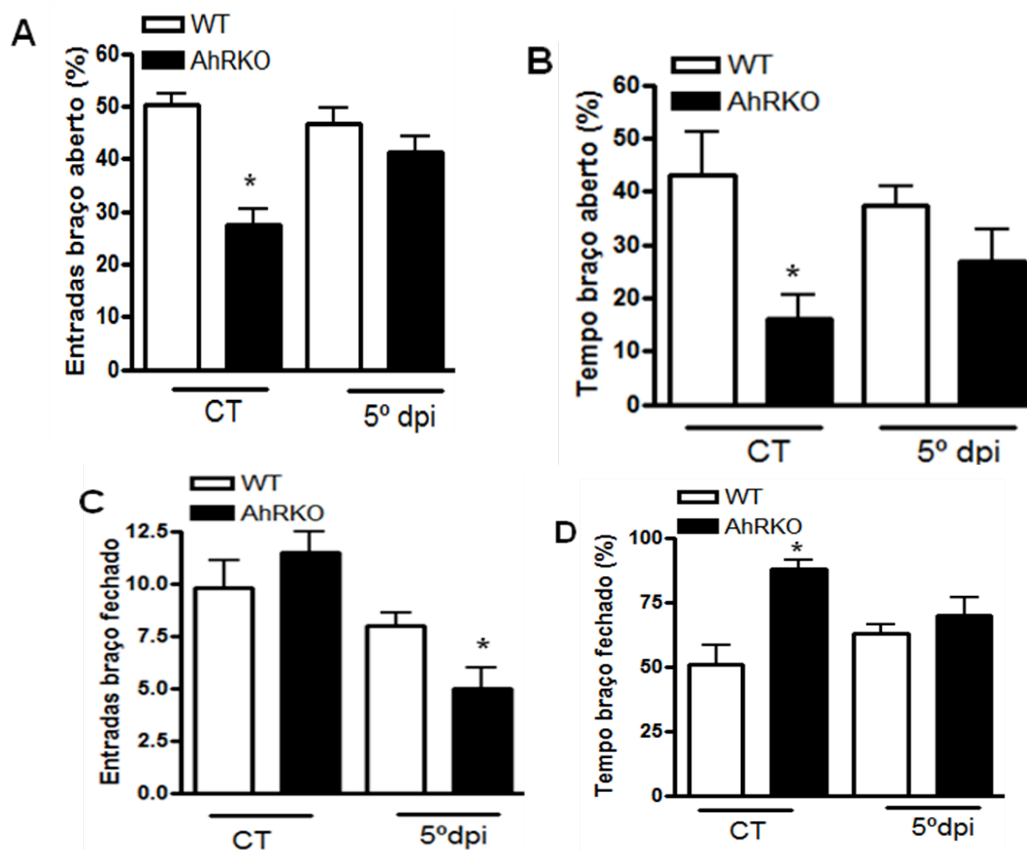 A
WT
AhRKO
Entradas braço aberto (%)
60
50
40
30
20
10
0
*
CT
5º dpi
B
WT
AhRKO
Tempo braço aberto (%)
60
50
40
30
20
10
0
*
CT
5º dpi
C
WT
AhRKO
Entradas braço fechado
12.5
10.0
7.5
5.0
2.5
0.0
*
CT
5ºdpi
D
WT
AhRKO
Tempo braço fechado (%)
100
75
50
25
0
*
CT
5ºdpi